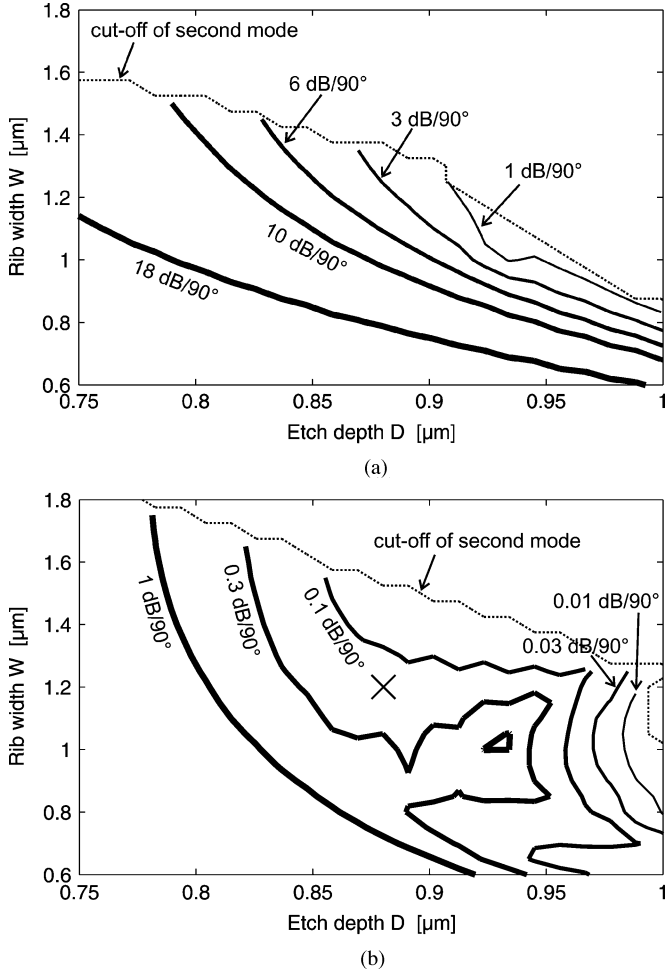 1.8
cut-off of second mode
1.6
6 dB/90°
1.4
3 dB/90°
1 dB/90°
1.2
Rib width W [µm]
10 dB/90°
1
18 dB/90°
0.8
0.6
0.75 0.8 0.85 0.9 0.95 1
Etch depth D [µm]
(a)
1.8
cut-off of second mode
1.6
0.01 dB/90°
1 dB/90°
0.3 dB/90°
0.1 dB/90°
1.4
0.03 dB/90°
1.2
Rib width W [µm]
1
0.8
0.6
0.75 0.8 0.85 0.9 0.95 1
Etch depth D [µm]
(b)